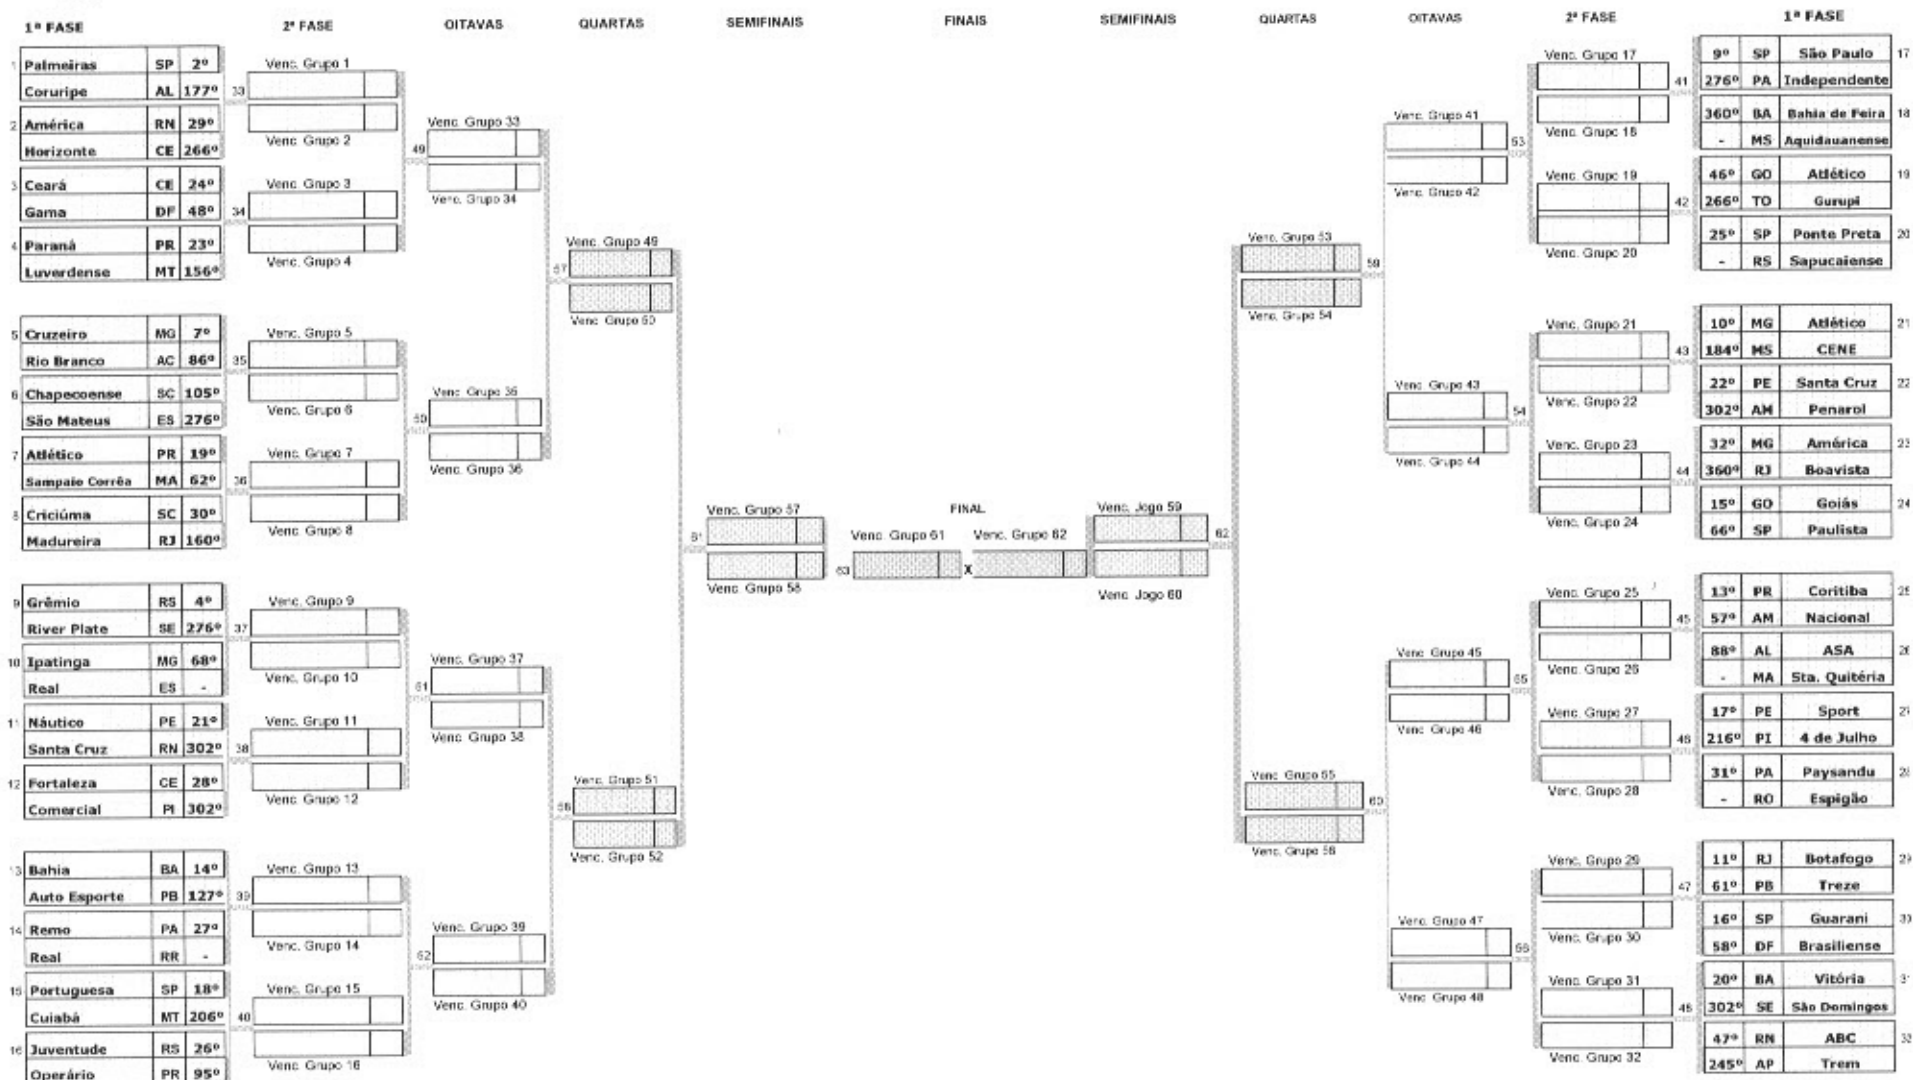 1ª FASE 2ª FASE OITAVAS QUARTAS SEMIFINAIS FINAIS SEMIFINAIS QUARTAS OITAVAS 2ª FASE 1ª FASE
1 Palmeiras SP 2º
Coruripe AL 177º
2 América RN 29º
Horizonte CE 266º
3 Ceará CE 24º
Gama DF 48º
4 Paraná PR 23º
Luverdense MT 156º
5 Cruzeiro MG 7º
Rio Branco AC 86º
6 Chapecoense SC 105º
São Mateus ES 276º
7 Atlético PR 19º
Sampaio Corrêa MA 62º
8 Criciúma SC 30º
Madureira RJ 160º
9 Grêmio RS 4º
River Plate SE 276º
10 Ipatinga MG 68º
Real ES -
11 Náutico PE 21º
Santa Cruz RN 302º
12 Fortaleza CE 28º
Comercial PI 302º
13 Bahia BA 14º
Auto Esporte PB 127º
14 Remo PA 27º
Real RR -
15 Portuguesa SP 18º
Cuiabá MT 206º
16 Juventude RS 26º
Operário PR 95º
Venc. Grupo 1
33
Venc. Grupo 2
Venc. Grupo 3
34
Venc. Grupo 4
Venc. Grupo 5
35
Venc. Grupo 6
Venc. Grupo 7
36
Venc. Grupo 8
Venc. Grupo 9
37
Venc. Grupo 10
Venc. Grupo 11
38
Venc. Grupo 12
Venc. Grupo 13
39
Venc. Grupo 14
Venc. Grupo 15
40
Venc. Grupo 16
Venc. Grupo 33
49
Venc. Grupo 34
Venc. Grupo 35
50
Venc. Grupo 36
Venc. Grupo 37
51
Venc. Grupo 38
Venc. Grupo 39
52
Venc. Grupo 40
Venc. Grupo 49
57
Venc. Grupo 50
Venc. Grupo 51
58
Venc. Grupo 52
Venc. Grupo 57
61
Venc. Grupo 58
FINAL
Venc. Grupo 61 Venc. Grupo 62
63 X
Venc. Jogo 59
62
Venc. Jogo 60
Venc. Grupo 53
59
Venc. Grupo 54
Venc. Grupo 55
60
Venc. Grupo 56
Venc. Grupo 41
53
Venc. Grupo 42
Venc. Grupo 43
54
Venc. Grupo 44
Venc. Grupo 45
55
Venc. Grupo 46
Venc. Grupo 47
56
Venc. Grupo 48
Venc. Grupo 17
41
Venc. Grupo 18
Venc. Grupo 19
42
Venc. Grupo 20
Venc. Grupo 21
43
Venc. Grupo 22
Venc. Grupo 23
44
Venc. Grupo 24
Venc. Grupo 25
45
Venc. Grupo 26
Venc. Grupo 27
46
Venc. Grupo 28
Venc. Grupo 29
47
Venc. Grupo 30
Venc. Grupo 31
48
Venc. Grupo 32
9º SP São Paulo 17
276º PA Independente
360º BA Bahia de Feira 18
- MS Aquidauanense
46º GO Atlético 19
266º TO Gurupi
25º SP Ponte Preta 20
- RS Sapucaiense
10º MG Atlético 21
184º MS CENE
22º PE Santa Cruz 22
302º AM Penarol
32º MG América 23
360º RJ Boavista
15º GO Goiás 24
66º SP Paulista
13º PR Coritiba 25
57º AM Nacional
88º AL ASA 26
- MA Sta. Quitéria
17º PE Sport 27
216º PI 4 de Julho
31º PA Paysandu 28
- RO Espigão
11º RJ Botafogo 29
61º PB Treze
16º SP Guarani 30
58º DF Brasiliense
20º BA Vitória 31
302º SE São Domingos
47º RN ABC 32
245º AP Trem